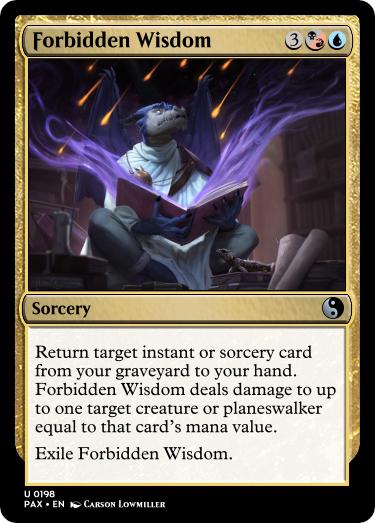 Forbidden Wisdom 3
Sorcery
Return target instant or sorcery card
from your graveyard to your hand.
Forbidden Wisdom deals damage to up
to one target creature or planeswalker
equal to that card's mana value.
Exile Forbidden Wisdom.
U 0198
PAX • EN Carson Lowmiller